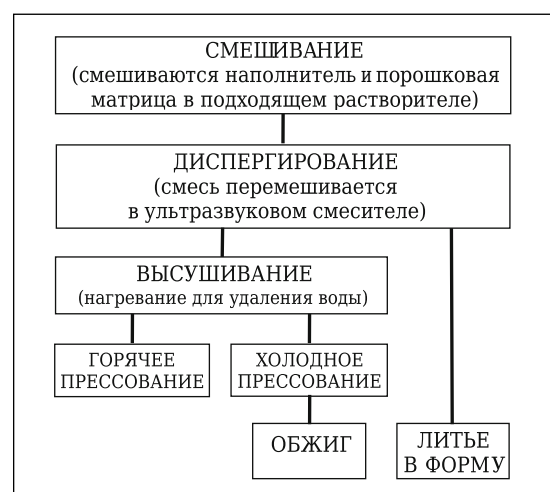 СМЕШИВАНИЕ
(смешиваются наполнитель и порошковая
матрица в подходящем растворителе)
ДИСПЕРГИРОВАНИЕ
(смесь перемешивается
в ультразвуковом смесителе)
ВЫСУШИВАНИЕ
(нагревание для удаления воды)
ГОРЯЧЕЕ
ПРЕССОВАНИЕ
ХОЛОДНОЕ
ПРЕССОВАНИЕ
ОБЖИГ
ЛИТЬЕ
В ФОРМУ